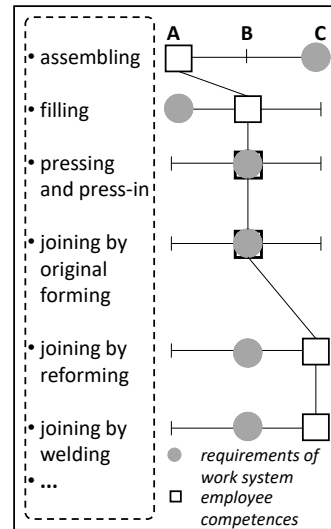 A B C
• assembling
• filling
• pressing
and press-in
• joining by
original
forming
• joining by
reforming
• joining by
welding
• ...
requirements of
work system
employee
competences